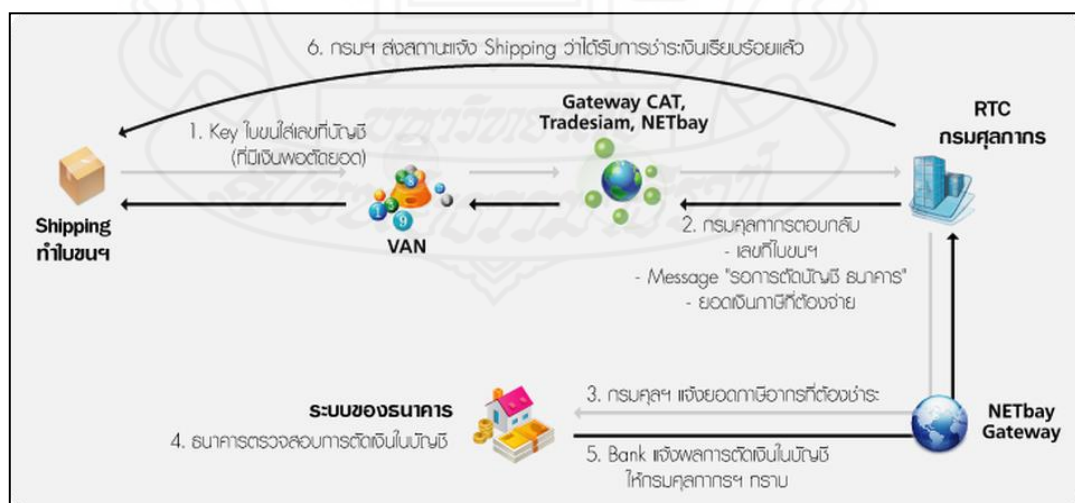 6. กรมฯ ส่งสถานะแจ้ง Shipping ว่าได้รับการชำระเงินเรียบร้อยแล้ว
Gateway CAT,
Tradesiam, NETbay
RTC
กรมศุลกากร
1. Key ใบขนใส่เลขที่บัญชี
(ที่มีเงินพอตัดยอด)
Shipping
ทำใบขนฯ
VAN
2. กรมศุลกากรตอบกลับ
- เลขที่ใบขนฯ
- Message "รอการตัดบัญชี ธนาคาร"
- ยอดเงินภาษีที่ต้องจ่าย
ระบบของธนาคาร
4. ธนาคารตรวจสอบการตัดเงินในบัญชี
3. กรมศุลฯ แจ้งยอดภาษีอากรที่ต้องชำระ
5. Bank แจ้งผลการตัดเงินในบัญชี
ให้กรมศุลกากรฯ ทราบ
NETbay
Gateway